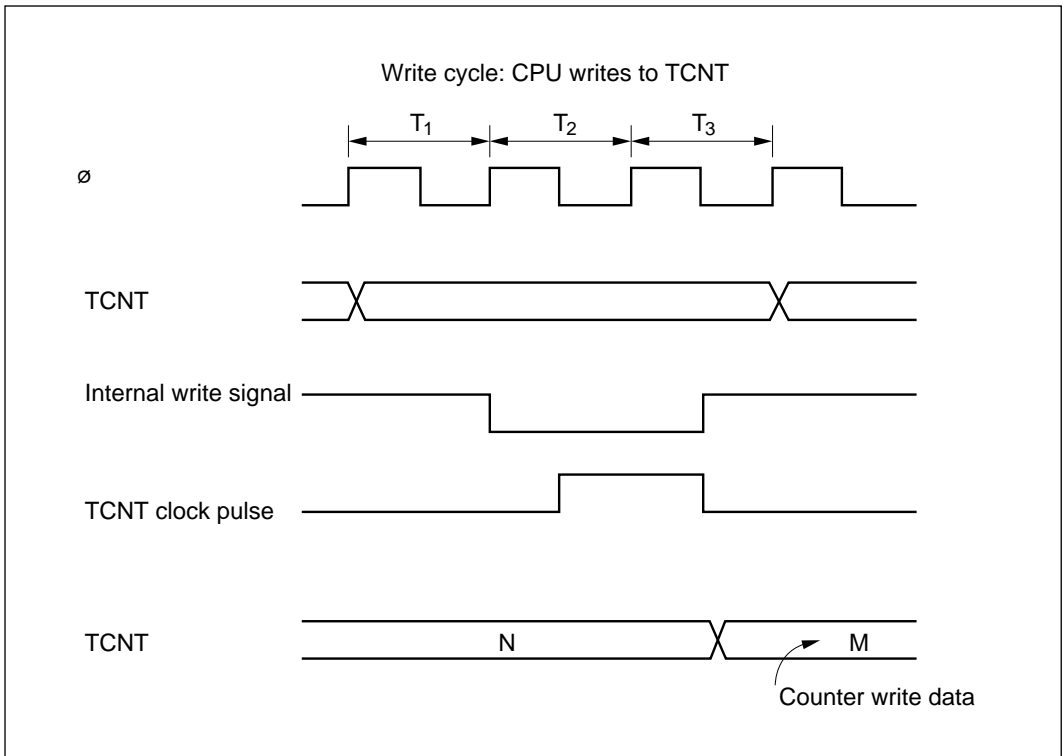 Write cycle: CPU writes to TCNT
T1 T2 T3
ø
TCNT
Internal write signal
TCNT clock pulse
TCNT N M
Counter write data